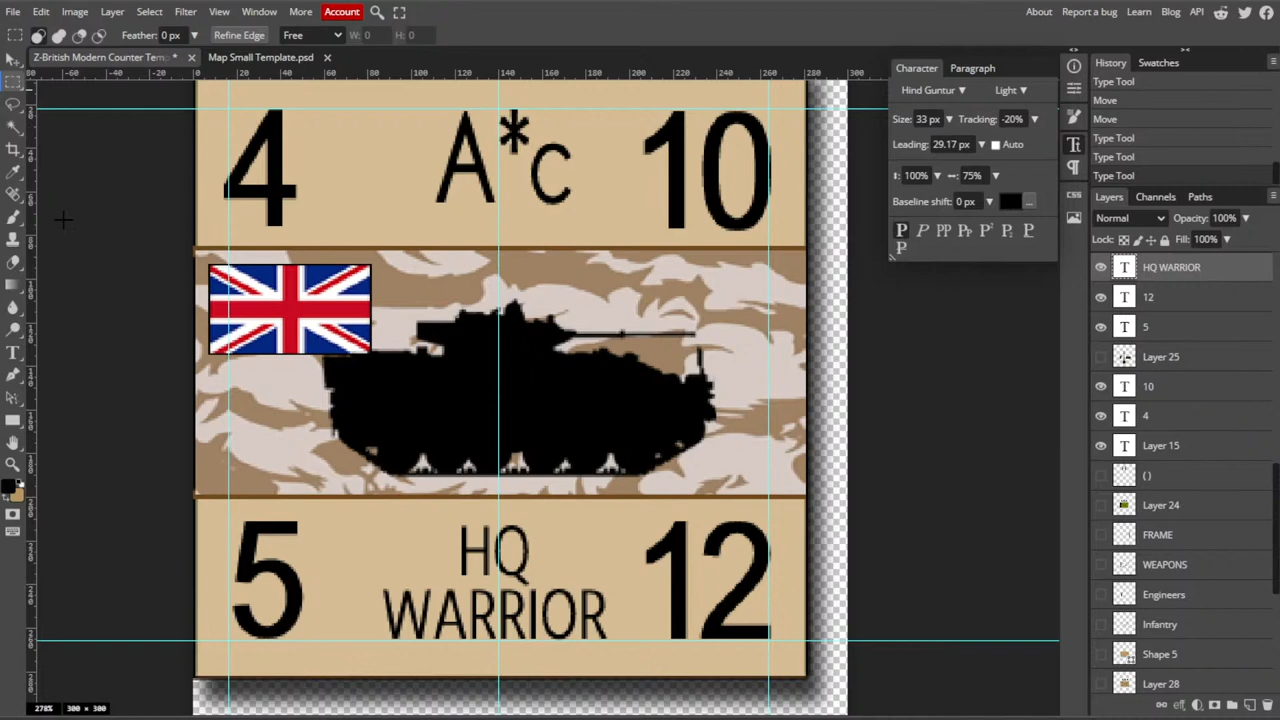 File Edit Image Layer Select Filter View Window More Account About Report a bug Learn Blog API
Feather: 0 px Refine Edge Free W: 0 H: 0
Z-British Modern Counter Temp * Map Small Template.psd
Character Paragraph
Hind Guntur Light
Size: 33 px Tracking: -20%
Leading: 29.17 px Auto
100% 75%
Baseline shift: 0 px ...
History Swatches
Type Tool
Move
Move
Type Tool
Type Tool
Type Tool
Layers Channels Paths
Normal Opacity: 100%
Lock: Fill: 100%
HQ WARRIOR
12
5
Layer 25
10
4
Layer 15
( )
Layer 24
FRAME
WEAPONS
Engineers
Infantry
Shape 5
Layer 28
4 A*c 10
5 HQ 12
WARRIOR
278% 300 × 300